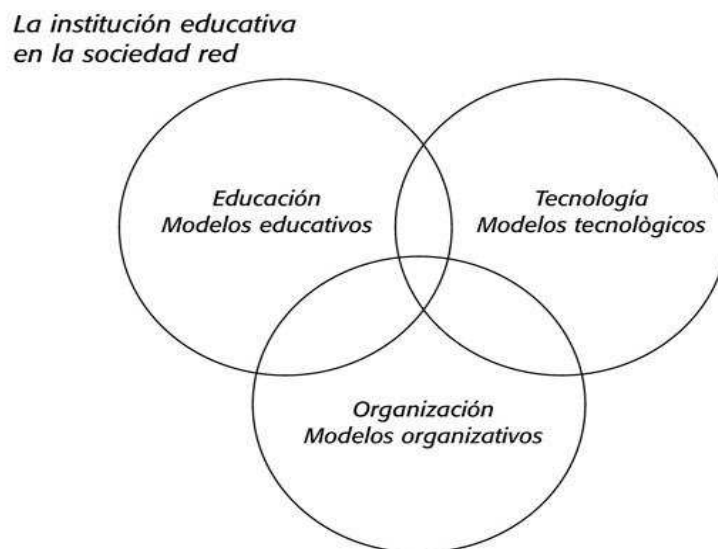 La institución educativa
en la sociedad red
Educación
Modelos educativos
Tecnología
Modelos tecnològicos
Organización
Modelos organizativos